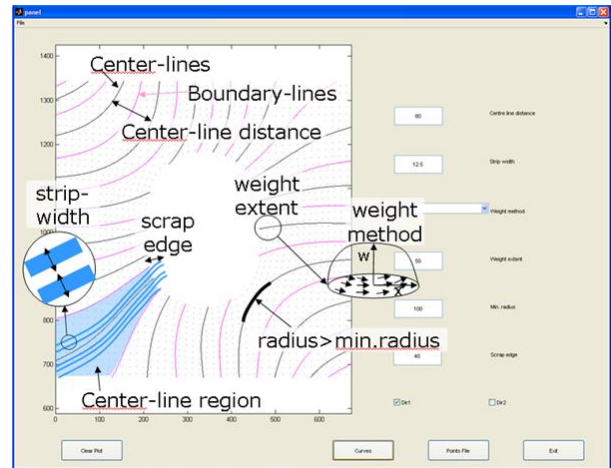 panel
File
1400
1300
1200
1100
1000
900
800
700
600
0 100 200 300 400 500 600
Center-lines
Boundary-lines
Center-line distance
strip-
width
scrap
edge
weight
extent
weight
method
w
x
radius>min.radius
Center-line region
80 Centre line distance
12.5 Strip width
Weight method
50 Weight extent
100 Min. radius
40 Scrap edge
Dir1 Dir2
Clear Plot Curves Points File Exit